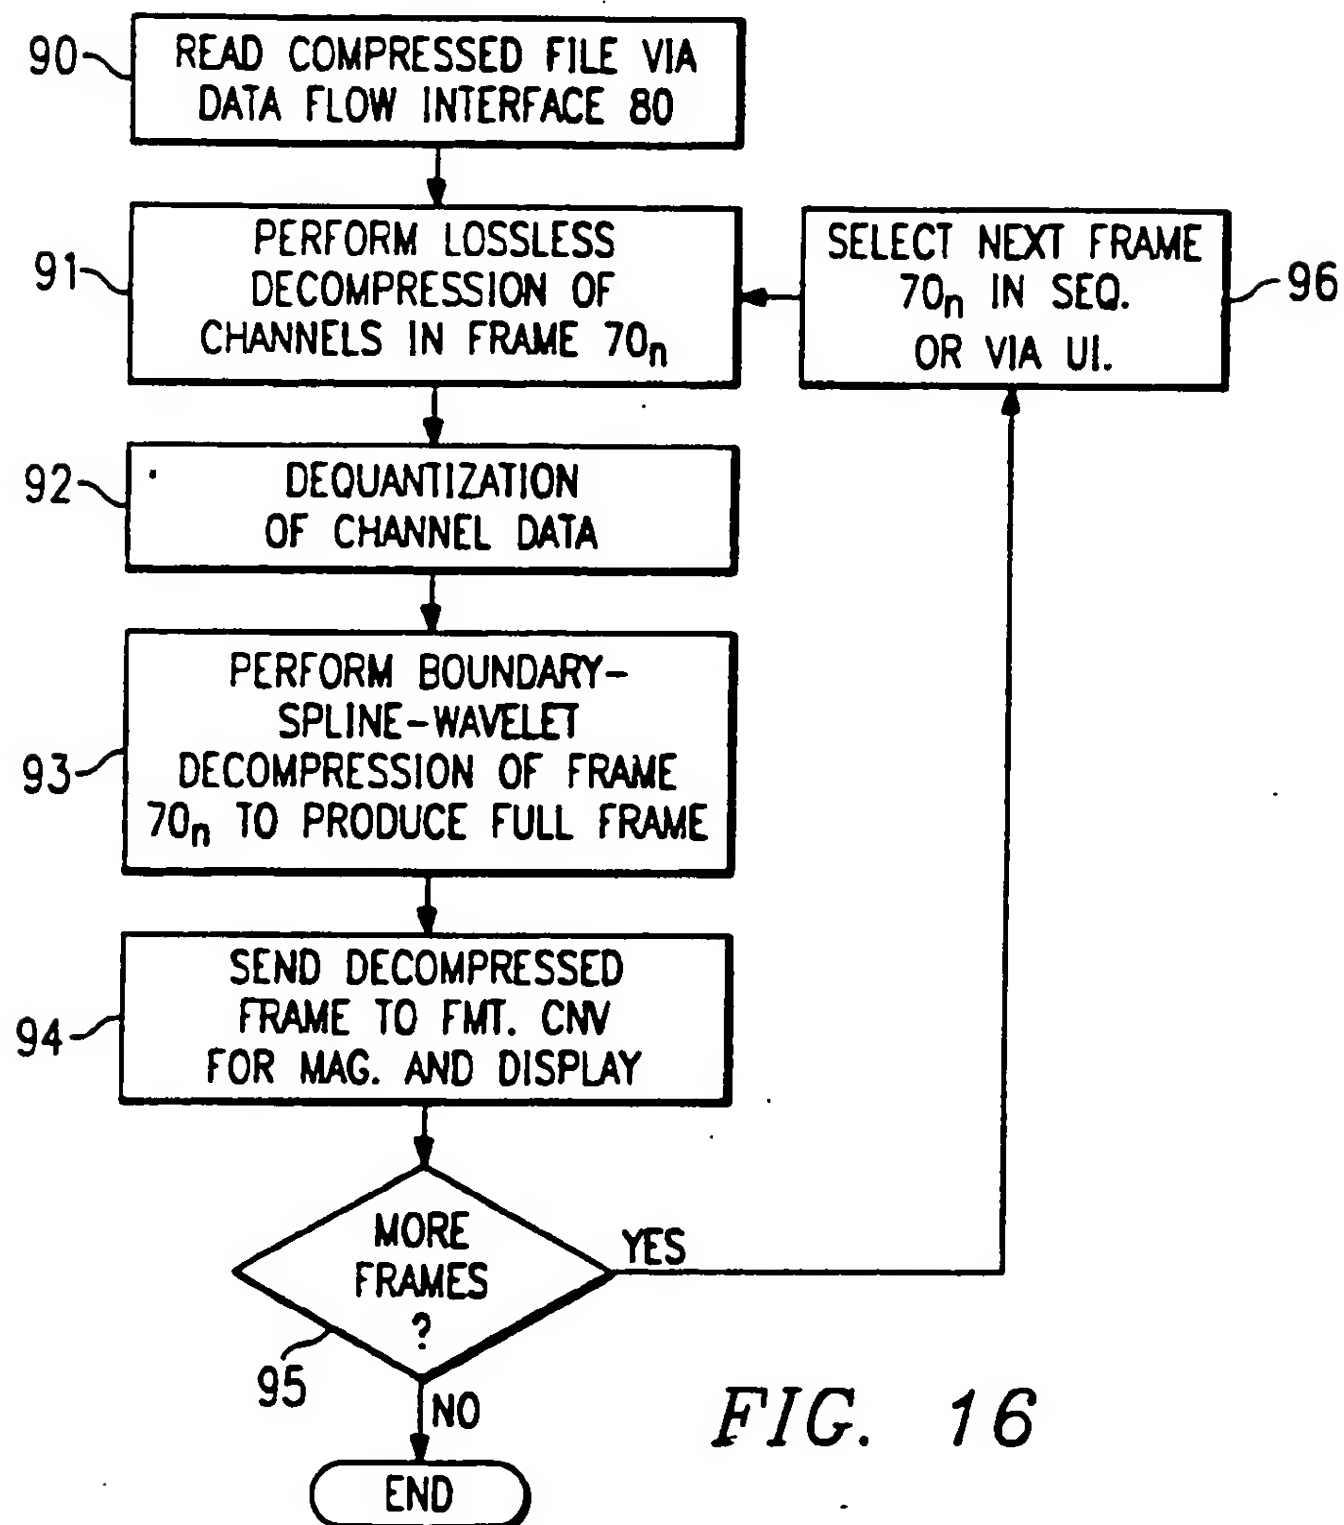 90
READ COMPRESSED FILE VIA
DATA FLOW INTERFACE 80
91
PERFORM LOSSLESS
DECOMPRESSION OF
CHANNELS IN FRAME 70n
SELECT NEXT FRAME
70n IN SEQ.
OR VIA UI.
96
92
DEQUANTIZATION
OF CHANNEL DATA
93
PERFORM BOUNDARY-
SPLINE-WAVELET
DECOMPRESSION OF FRAME
70n TO PRODUCE FULL FRAME
94
SEND DECOMPRESSED
FRAME TO FMT. CNV
FOR MAG. AND DISPLAY
MORE
FRAMES
?
YES
95
NO
END
FIG. 16